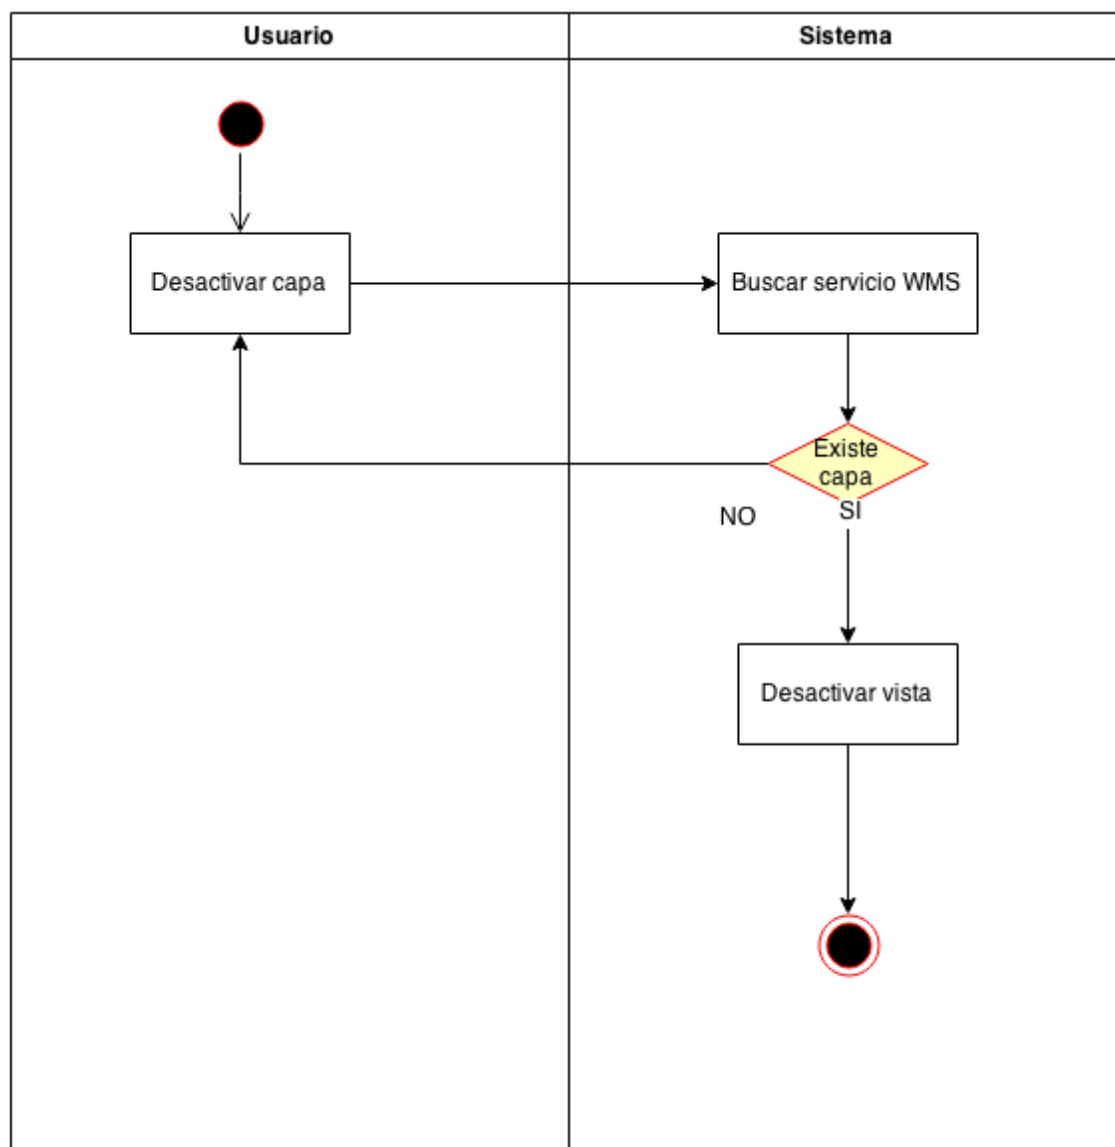 Usuario
Sistema
Desactivar capa
Buscar servicio WMS
Existe
capa
NO
SI
Desactivar vista